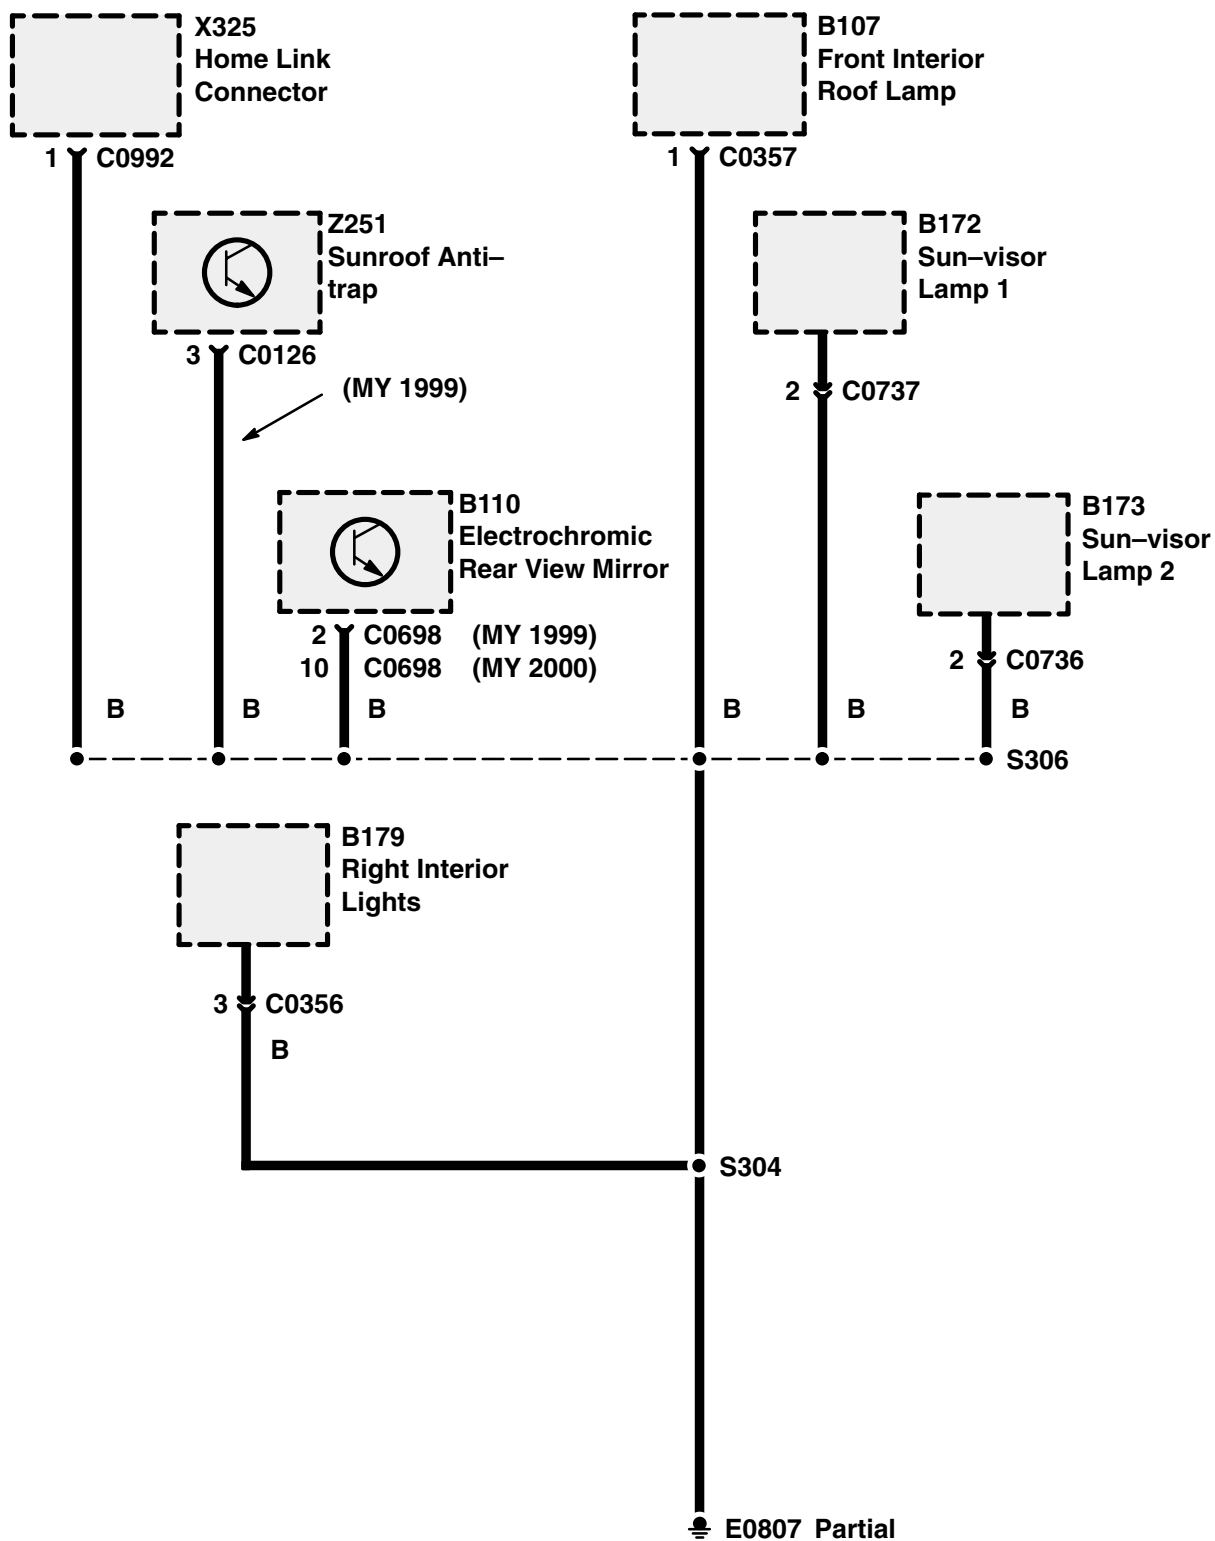 X325
Home Link
Connector
1 C0992
B107
Front Interior
Roof Lamp
1 C0357
Z251
Sunroof Anti–
trap
3 C0126
(MY 1999)
B172
Sun–visor
Lamp 1
2 C0737
B110
Electrochromic
Rear View Mirror
2 C0698 (MY 1999)
10 C0698 (MY 2000)
B173
Sun–visor
Lamp 2
2 C0736
B B B B B B
S306
B179
Right Interior
Lights
3 C0356
B
S304
E0807 Partial